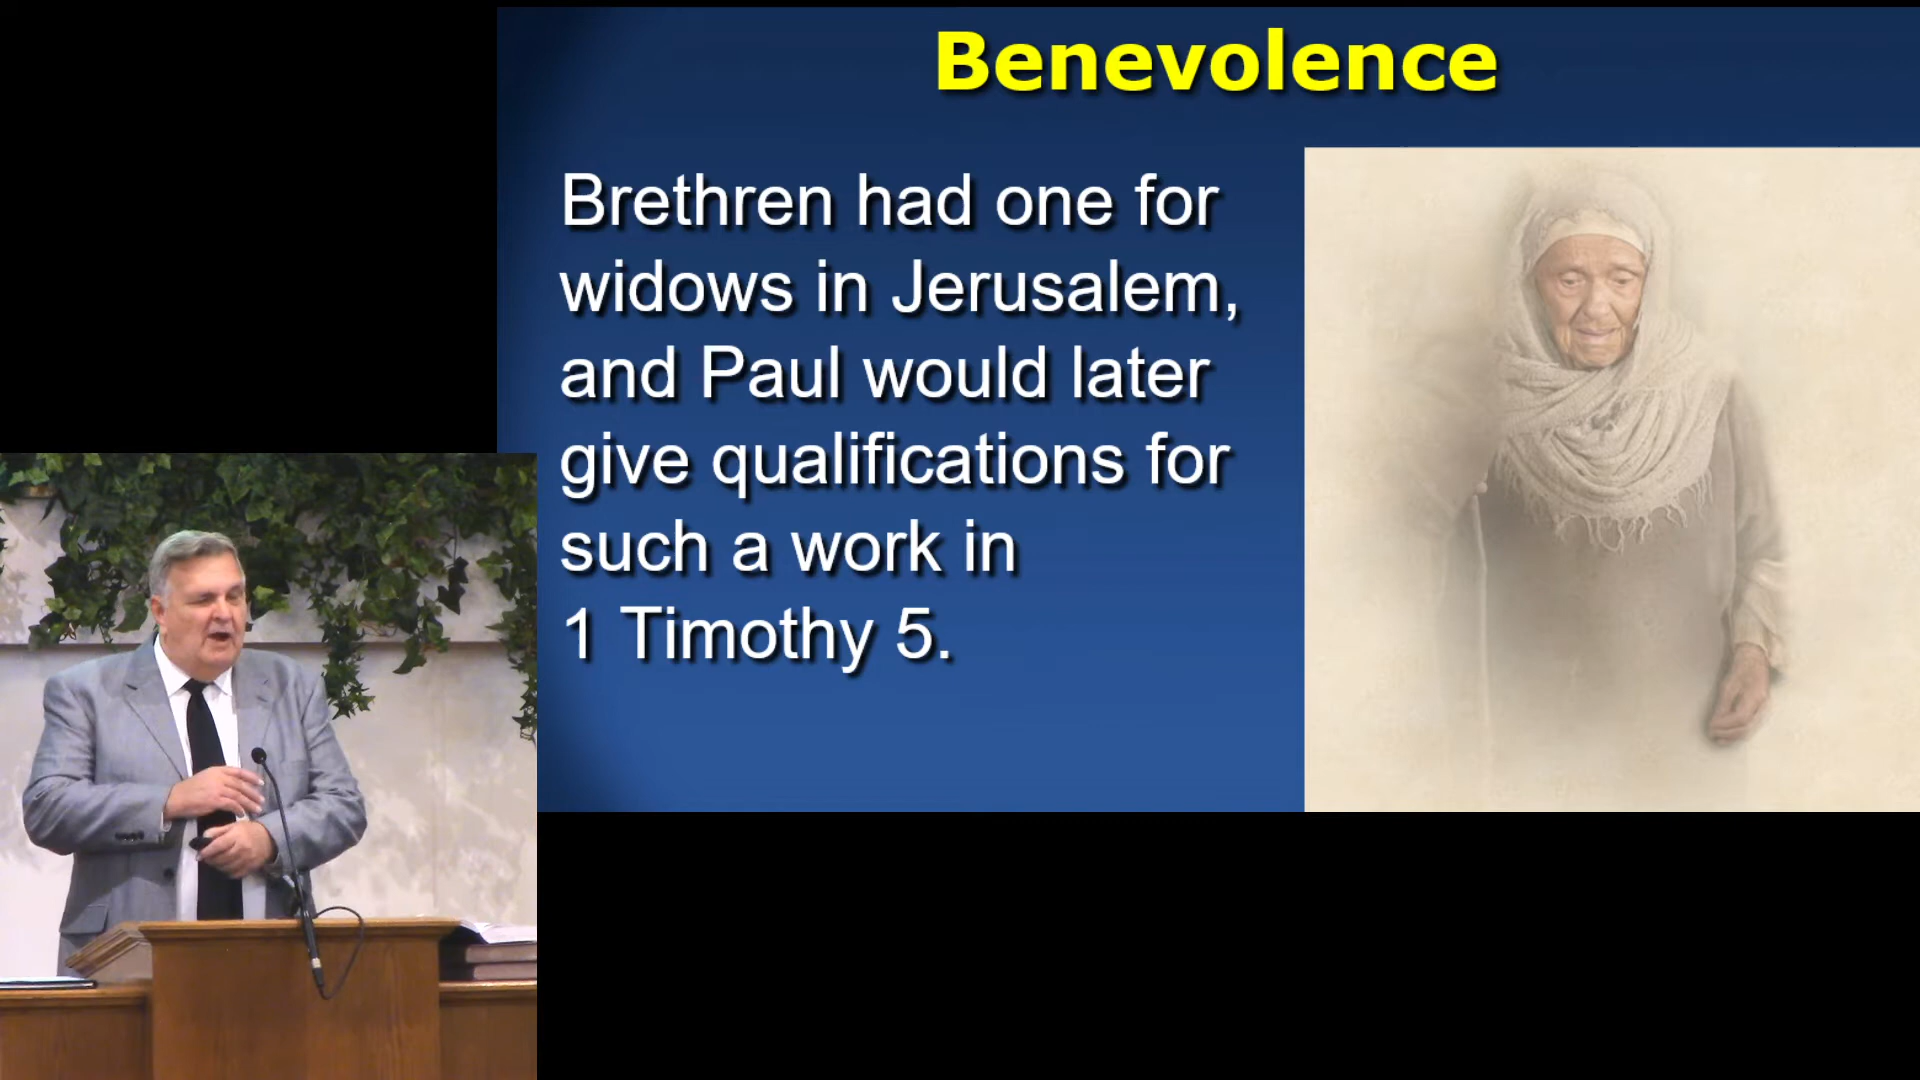 Benevolence
Brethren had one for
widows in Jerusalem,
and Paul would later
give qualifications for
such a work in
1 Timothy 5.